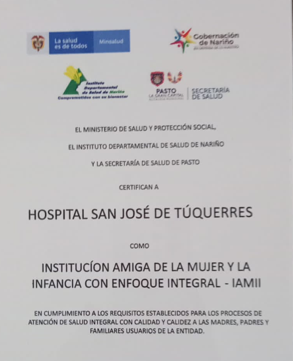 La salud es de todos
Minsalud
Gobernación de Nariño
Instituto Departamental de Salud de Nariño
Comprometidos con su bienestar
PASTO
LA GRAN CAPITAL
SECRETARÍA DE SALUD
EL MINISTERIO DE SALUD Y PROTECCIÓN SOCIAL,
EL INSTITUTO DEPARTAMENTAL DE SALUD DE NARIÑO
Y LA SECRETARÍA DE SALUD DE PASTO
CERTIFICAN A
HOSPITAL SAN JOSÉ DE TÚQUERRES
COMO
INSTITUCÍON AMIGA DE LA MUJER Y LA
INFANCIA CON ENFOQUE INTEGRAL - IAMII
EN CUMPLIMIENTO A LOS REQUISITOS ESTABLECIDOS PARA LOS PROCESOS DE
ATENCIÓN DE SALUD INTEGRAL CON CALIDAD Y CALIDEZ A LAS MADRES, PADRES Y
FAMILIARES USUARIOS DE LA ENTIDAD.